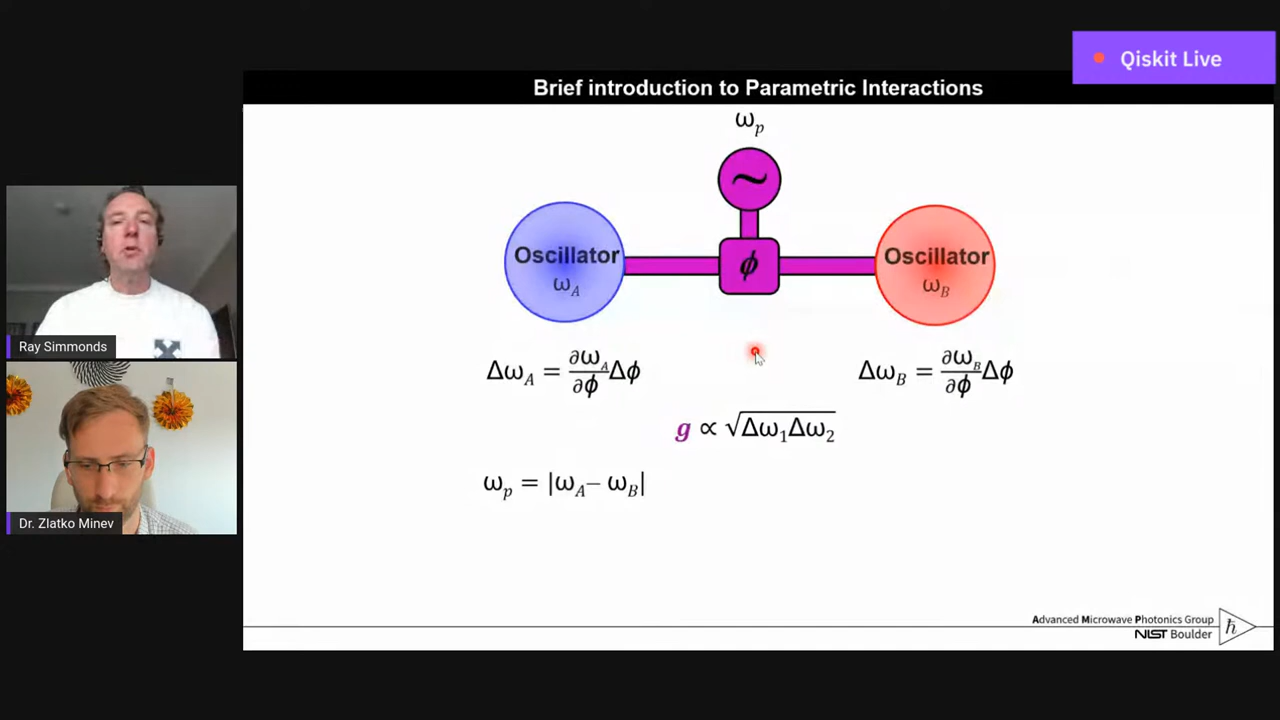 Qiskit Live
Brief introduction to Parametric Interactions
ωp
~
Oscillator
ωA
ϕ
Oscillator
ωB
ΔωA = ∂ωA/∂ϕ Δϕ
ΔωB = ∂ωB/∂ϕ Δϕ
g ∝ √Δω1Δω2
ωp = |ωA– ωB|
Ray Simmonds
Dr. Zlatko Minev
Advanced Microwave Photonics Group
NIST Boulder
ħ